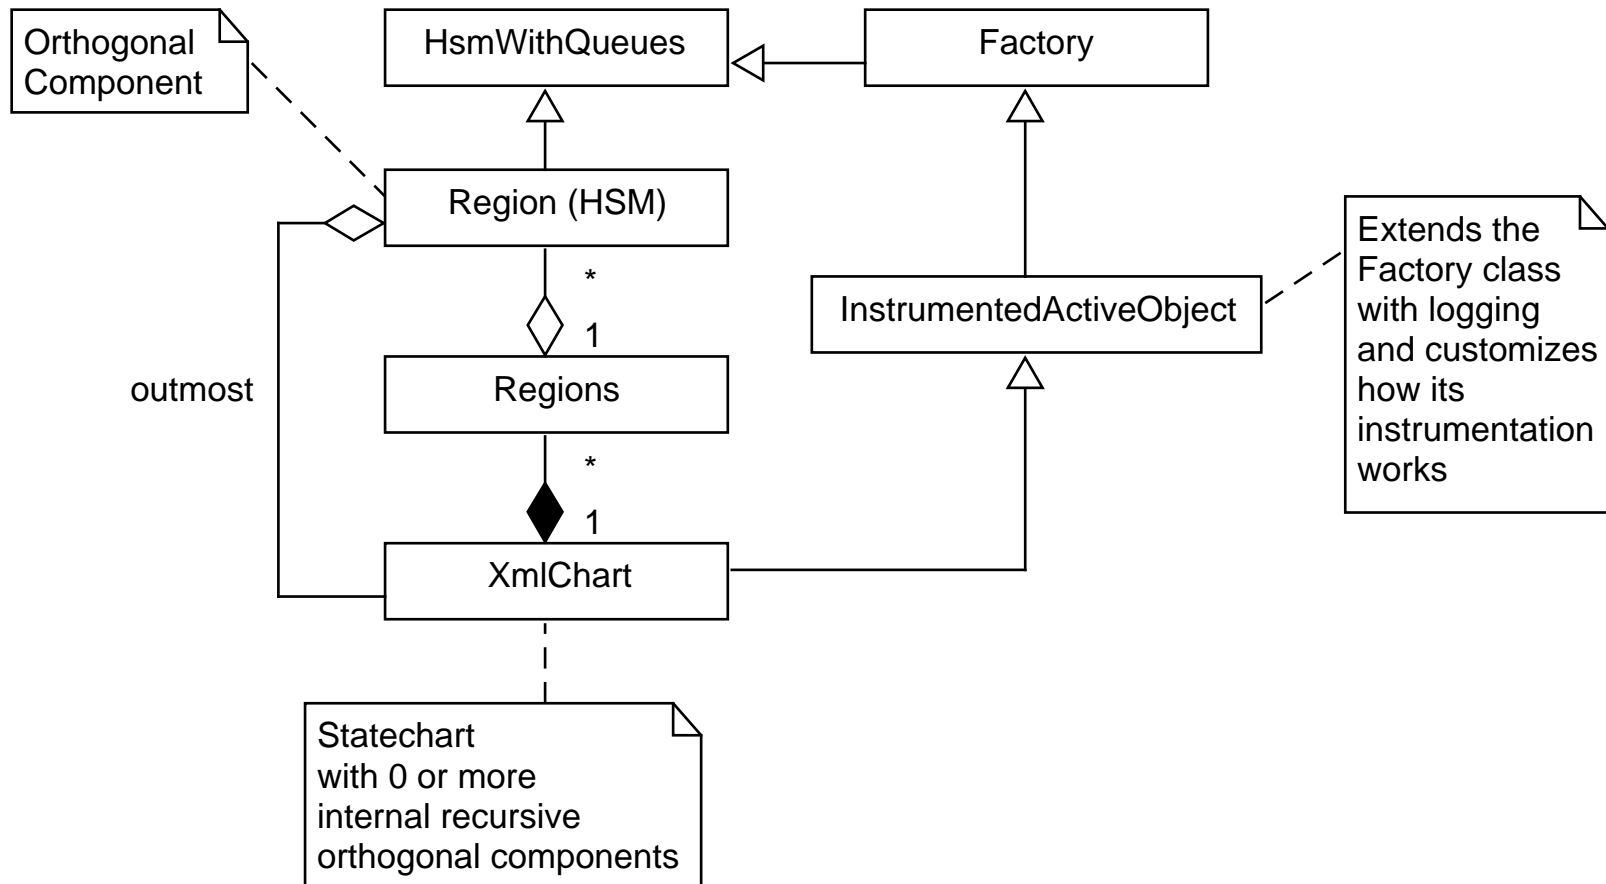 Orthogonal
Component
HsmWithQueues
Factory
Region (HSM)
*
1
Regions
outmost
*
1
XmlChart
InstrumentedActiveObject
Extends the
Factory class
with logging
and customizes
how its
instrumentation
works
Statechart
with 0 or more
internal recursive
orthogonal components